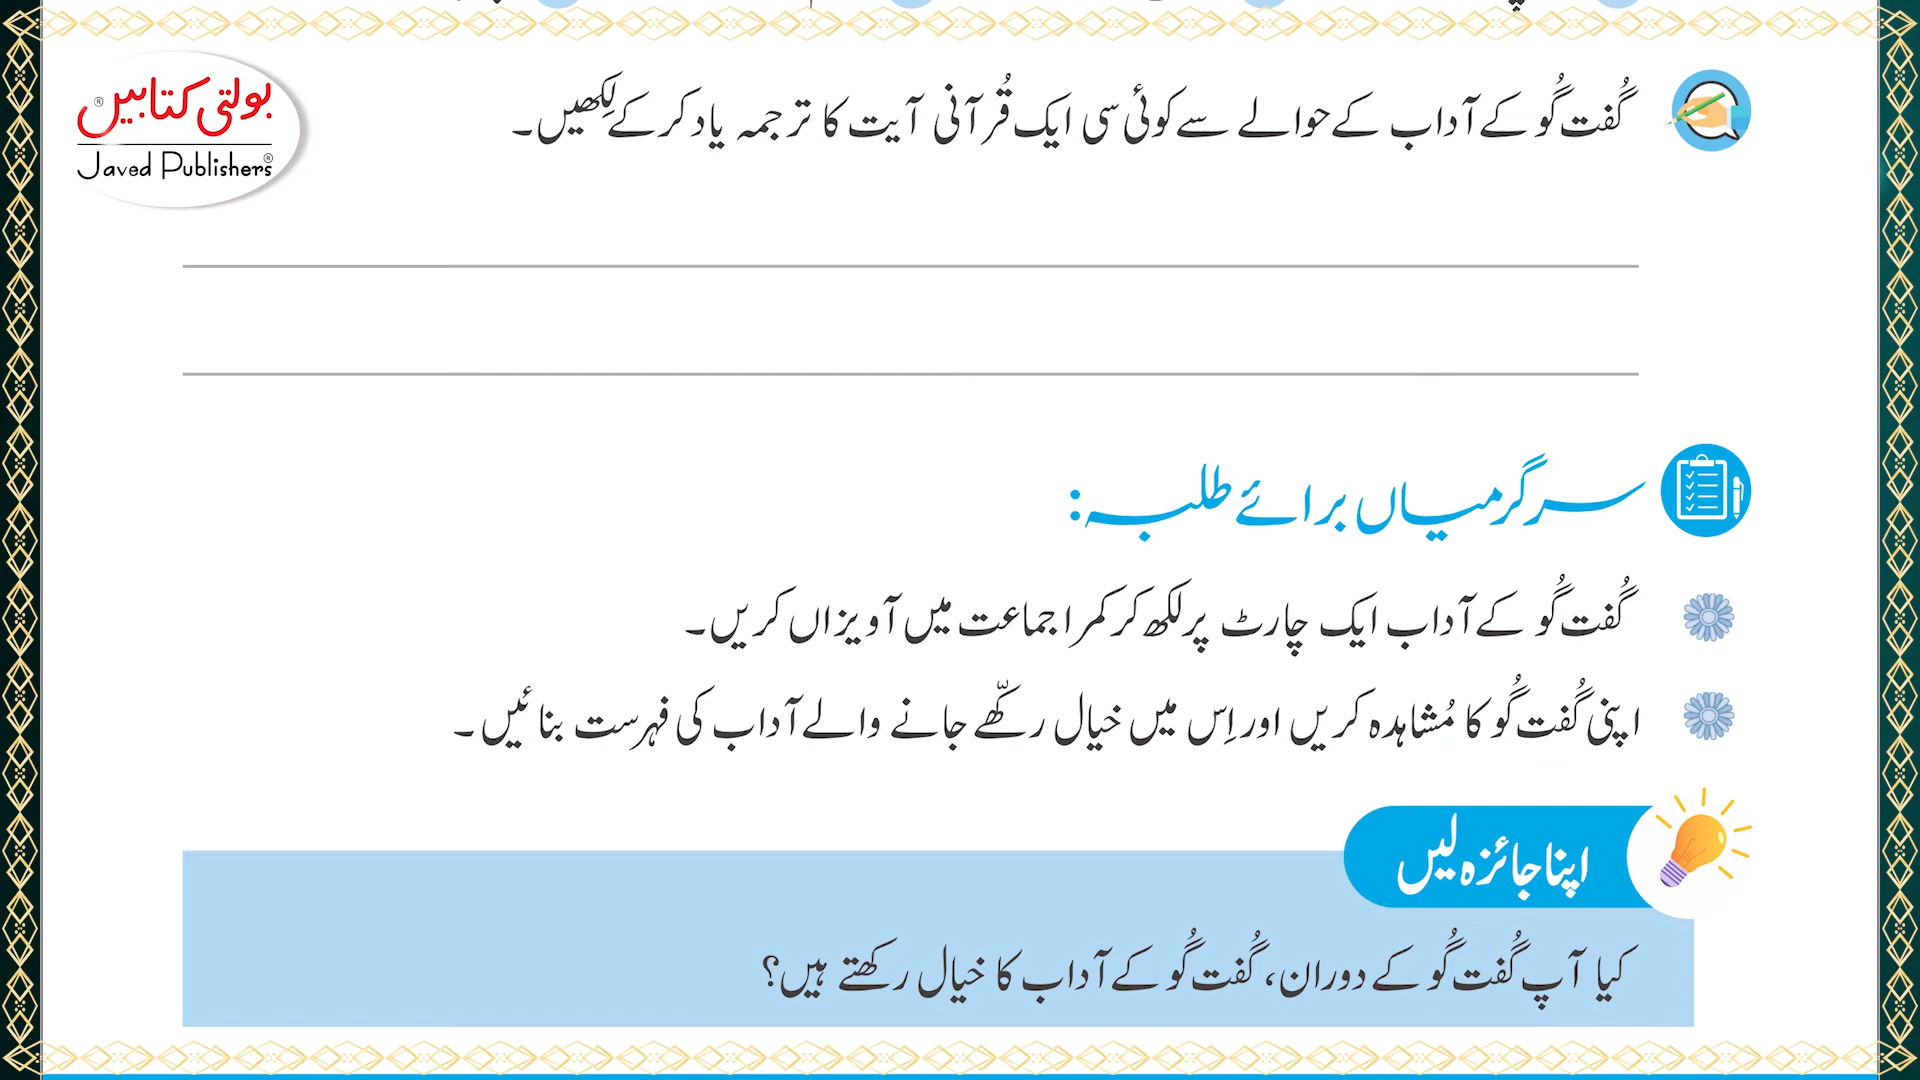 بولتی کتابیں®
Javed Publishers®
گُفت گُو کے آداب کے حوالے سے کوئی سی ایک قُرآنی آیت کا ترجمہ یاد کر کے لِکھیں۔
سرگرمیاں برائے طلبہ:
گُفت گُو کے آداب ایک چارٹ پر لکھ کر کمرا جماعت میں آویزاں کریں۔
اپنی گُفت گُو کا مُشاہدہ کریں اور اِس میں خیال رکھّے جانے والے آداب کی فہرست بنائیں۔
اپنا جائزہ لیں
کیا آپ گُفت گُو کے دوران، گُفت گُو کے آداب کا خیال رکھتے ہیں؟